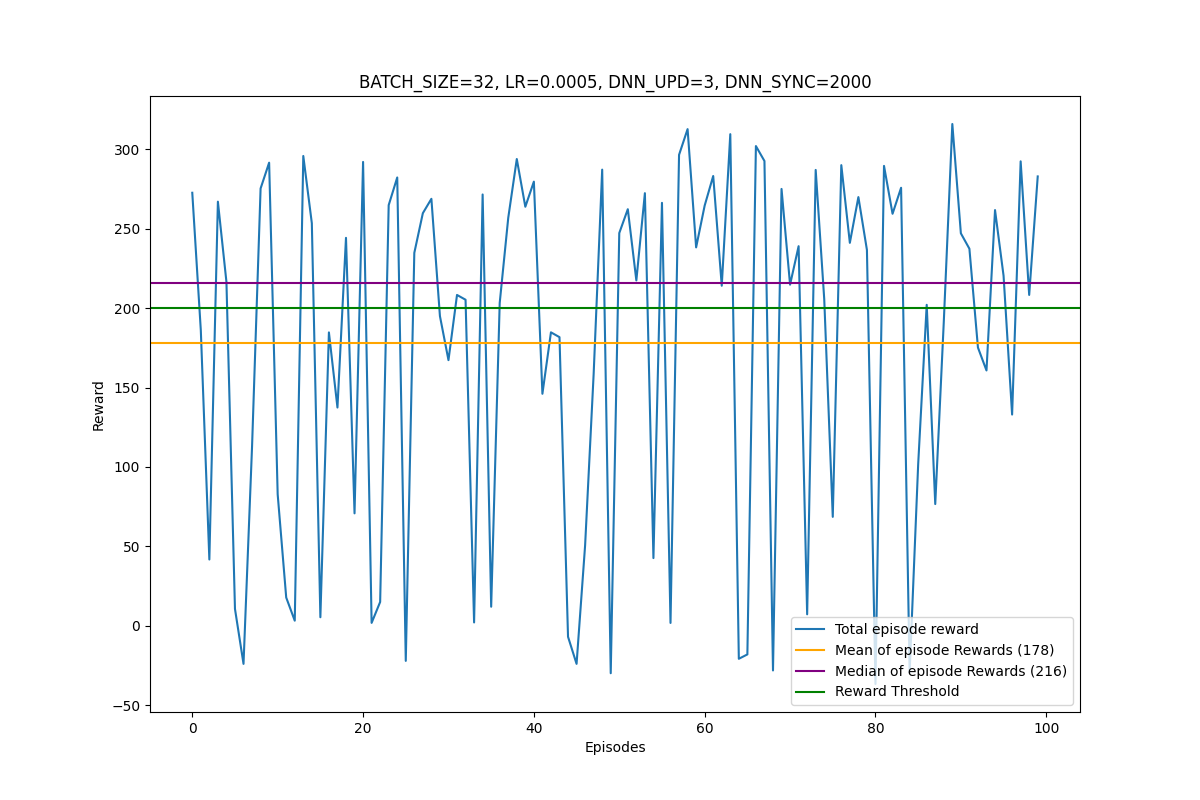 BATCH_SIZE=32, LR=0.0005, DNN_UPD=3, DNN_SYNC=2000
300
250
200
150
100
50
0
−50
Reward
0 20 40 60 80 100
Episodes
Total episode reward
Mean of episode Rewards (178)
Median of episode Rewards (216)
Reward Threshold